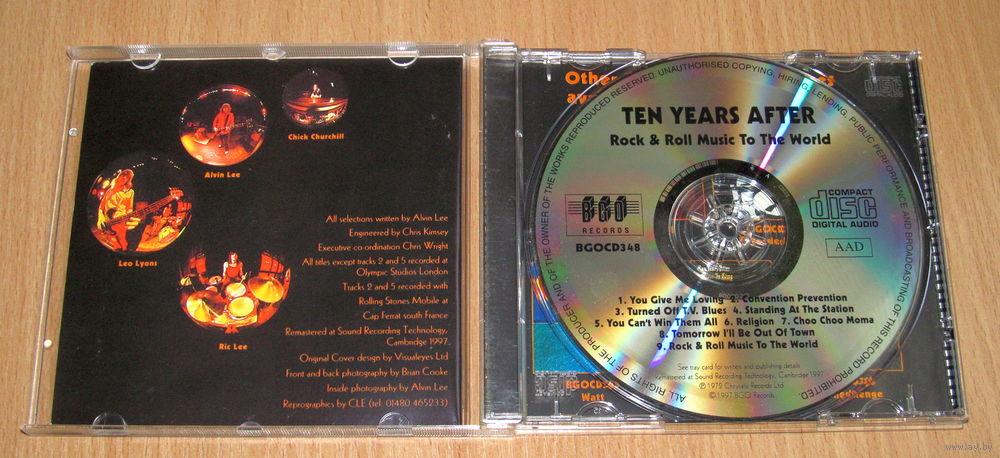 Chick Churchill
Alvin Lee
Leo Lyons
Ric Lee
All selections written by Alvin Lee
Engineered by Chris Kimsey
Executive co-ordination Chris Wright
All titles except tracks 2 and 5 recorded at
Olympic Studios London
Tracks 2 and 5 recorded with
Rolling Stones Mobile at
Cap Ferrat south France
Remastered at Sound Recording Technology,
Cambridge 1997.
Original Cover design by Visualeyes Ltd
Front and back photography by Brian Cooke
Inside photography by Alvin Lee
Reprographics by CLE (tel: 01480 465233)
ALL RIGHTS OF THE PRODUCER AND OF THE OWNER OF THE WORKS REPRODUCED RESERVED. UNAUTHORISED COPYING, HIRING, LENDING, PUBLIC PERFORMANCE AND BROADCASTING OF THIS RECORD PROHIBITED.
TEN YEARS AFTER
Rock & Roll Music To The World
BGO
RECORDS
BGOCD348
COMPACT
disc
DIGITAL AUDIO
AAD
1. You Give Me Loving 2. Convention Prevention
3. Turned Off T.V. Blues 4. Standing At The Station
5. You Can't Win Them All 6. Religion 7. Choo Choo Moma
8. Tomorrow I'll Be Out Of Town
9. Rock & Roll Music To The World
See tray card for writers and publishing details.
Remastered at Sound Recording Technology, Cambridge 1997
℗ 1972 Chrysalis Records Ltd
© 1997 BGO Records
Watt
www.ay.by